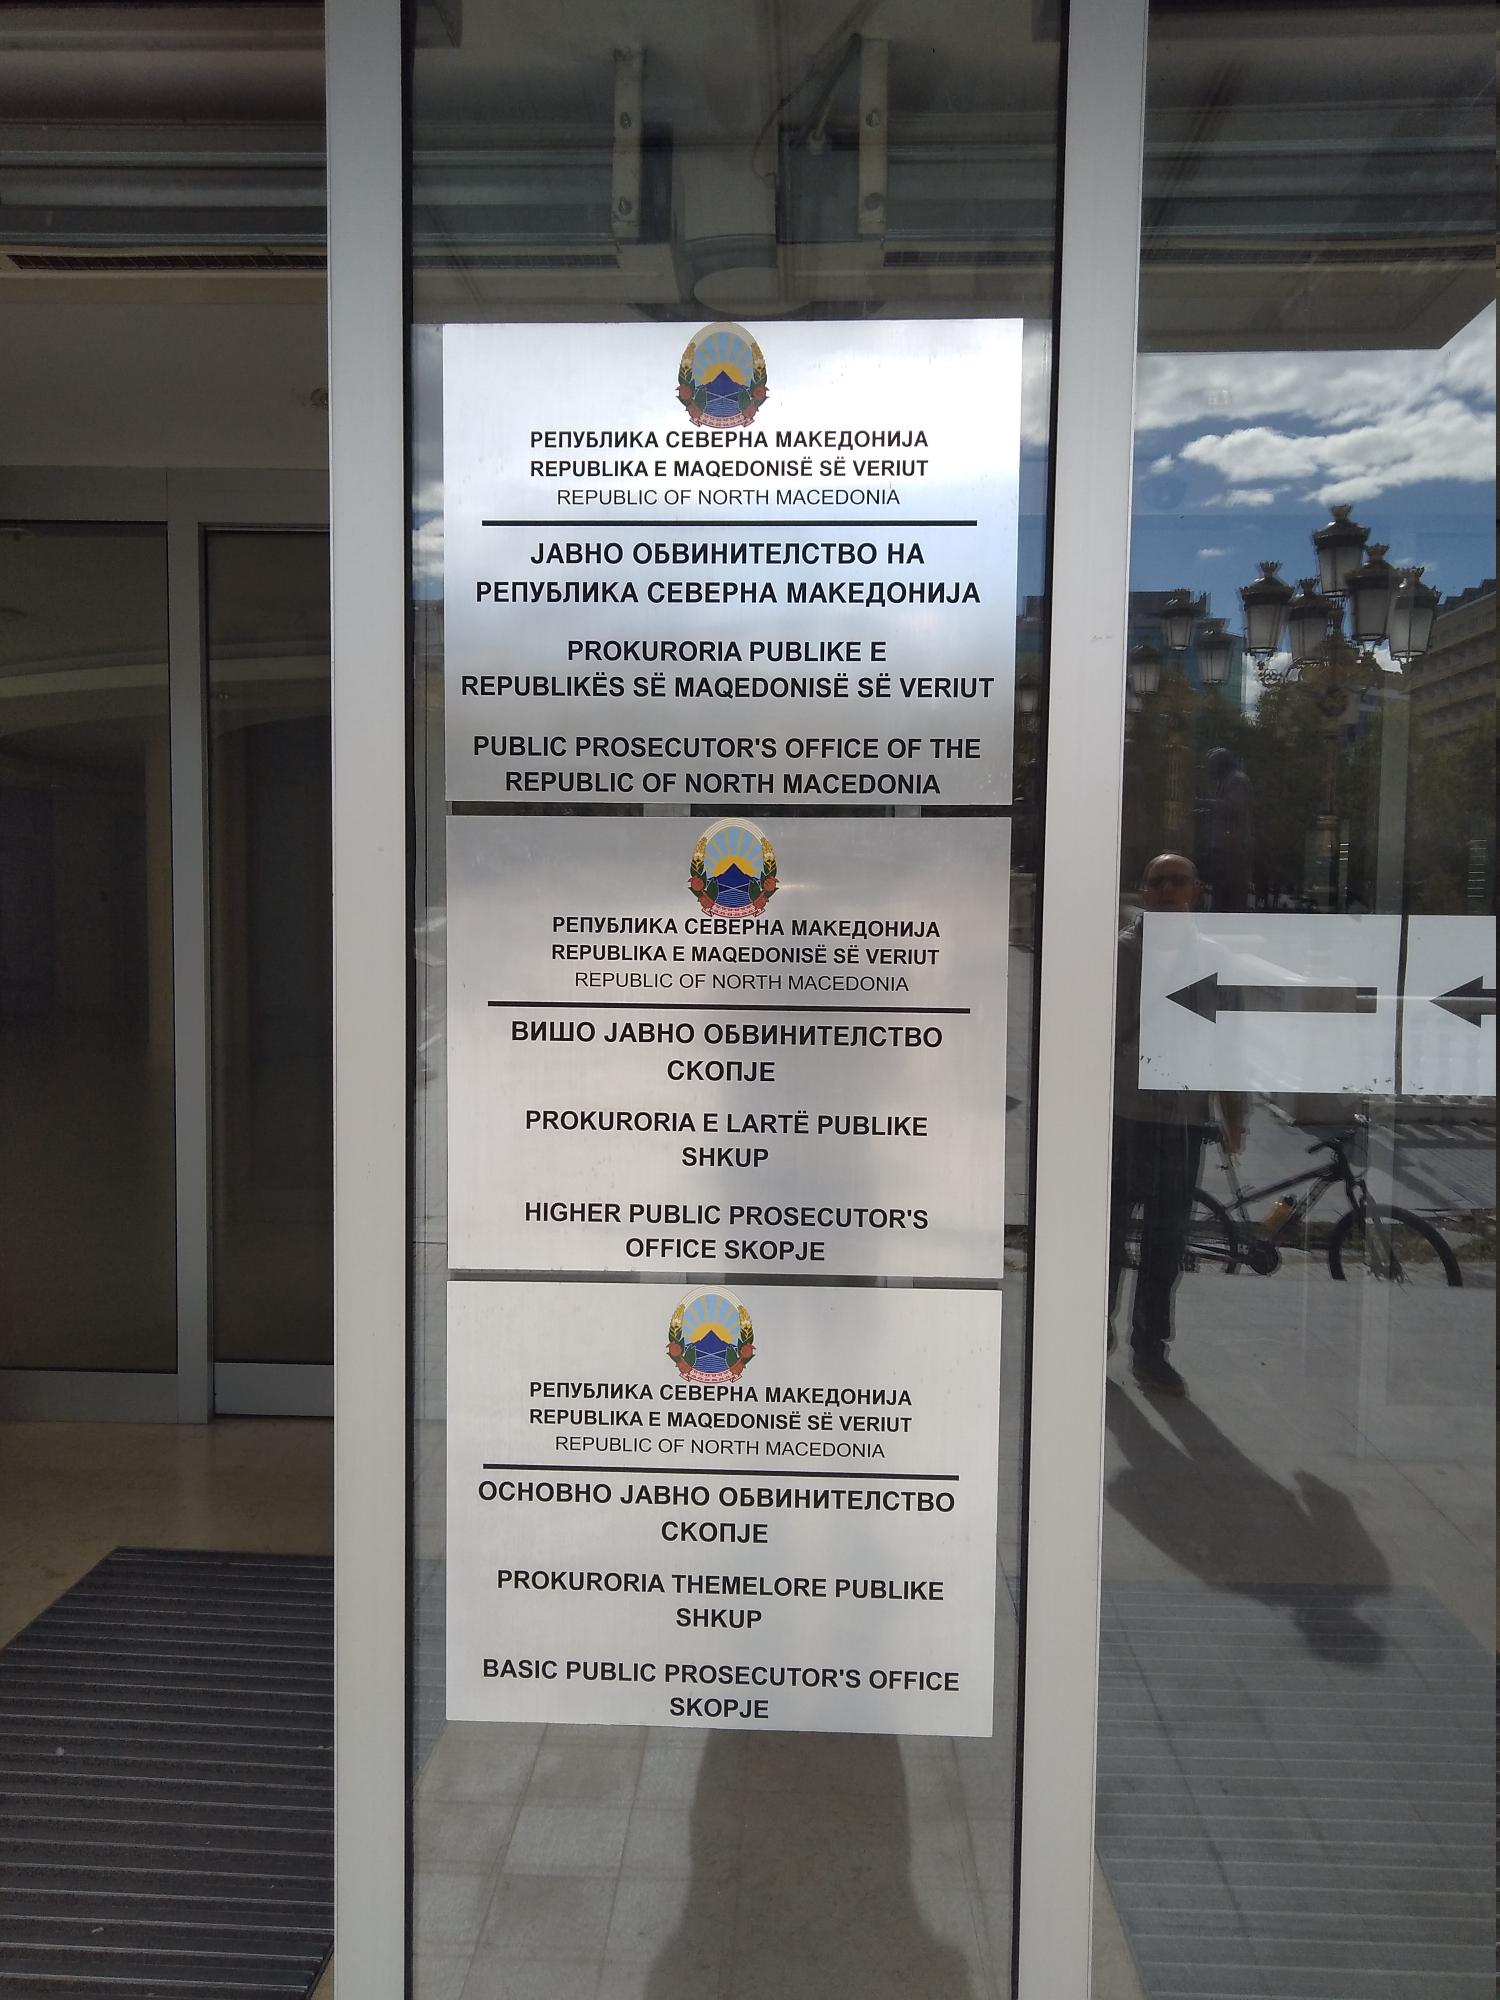 РЕПУБЛИКА СЕВЕРНА МАКЕДОНИЈА
REPUBLIKA E MAQEDONISË SË VERIUT
REPUBLIC OF NORTH MACEDONIA
ЈАВНО ОБВИНИТЕЛСТВО НА
РЕПУБЛИКА СЕВЕРНА МАКЕДОНИЈА
PROKURORIA PUBLIKE E
REPUBLIKËS SË MAQEDONISË SË VERIUT
PUBLIC PROSECUTOR'S OFFICE OF THE
REPUBLIC OF NORTH MACEDONIA
РЕПУБЛИКА СЕВЕРНА МАКЕДОНИЈА
REPUBLIKA E MAQEDONISË SË VERIUT
REPUBLIC OF NORTH MACEDONIA
ВИШО ЈАВНО ОБВИНИТЕЛСТВО
СКОПЈЕ
PROKURORIA E LARTË PUBLIKE
SHKUP
HIGHER PUBLIC PROSECUTOR'S
OFFICE SKOPJE
РЕПУБЛИКА СЕВЕРНА МАКЕДОНИЈА
REPUBLIKA E MAQEDONISË SË VERIUT
REPUBLIC OF NORTH MACEDONIA
ОСНОВНО ЈАВНО ОБВИНИТЕЛСТВО
СКОПЈЕ
PROKURORIA THEMELORE PUBLIKE
SHKUP
BASIC PUBLIC PROSECUTOR'S OFFICE
SKOPJE